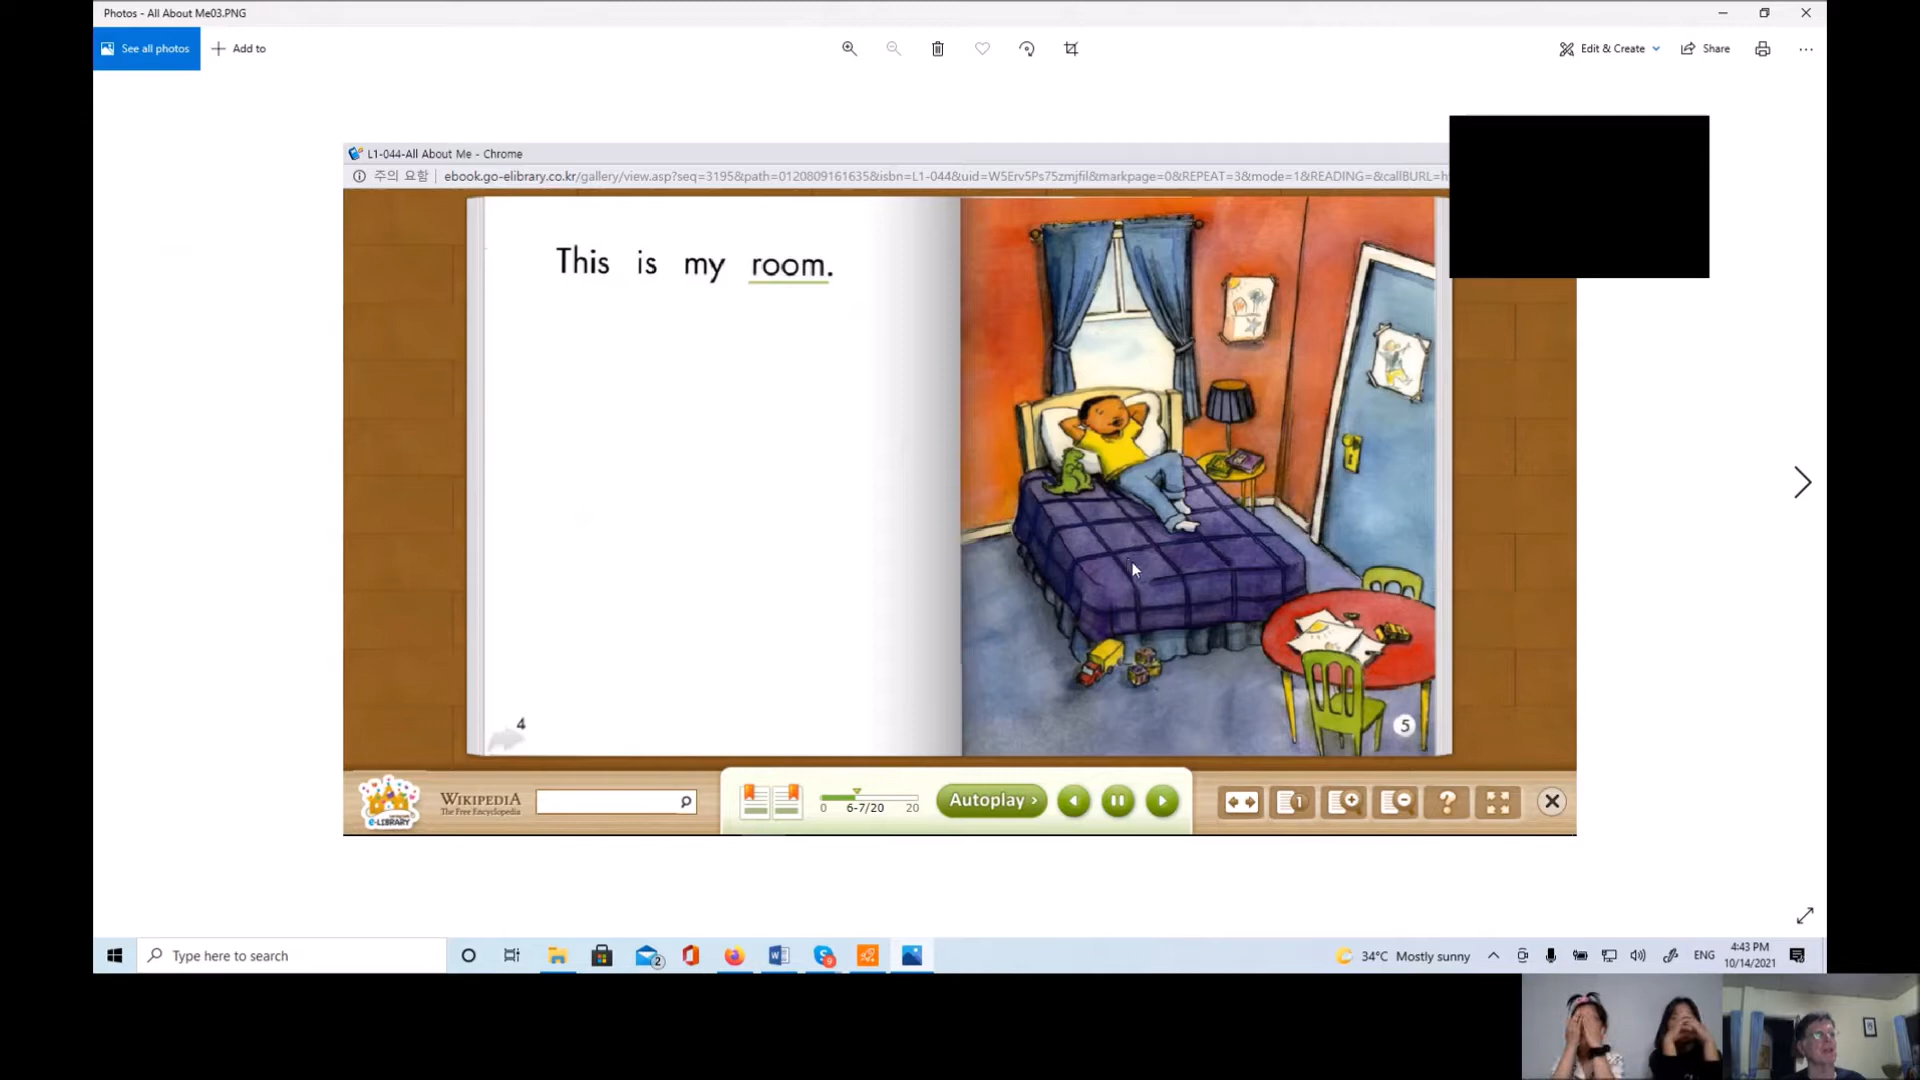 Photos - All About Me03.PNG
See all photos
Add to
Edit & Create
Share
L1-044-All About Me - Chrome
주의 요함 | ebook.go-elibrary.co.kr/gallery/view.asp?seq=3195&path=0120809161635&isbn=L1-044&uid=W5Erv5Ps75zmjfil&markpage=0&REPEAT=3&mode=1&READING=&callBURL=h
This is my room.
4
5
e-LIBRARY
WIKIPEDIA
The Free Encyclopedia
0
6-7/20
20
Autoplay ›
1
?
Type here to search
2
9
34°C Mostly sunny
ENG
4:43 PM
10/14/2021